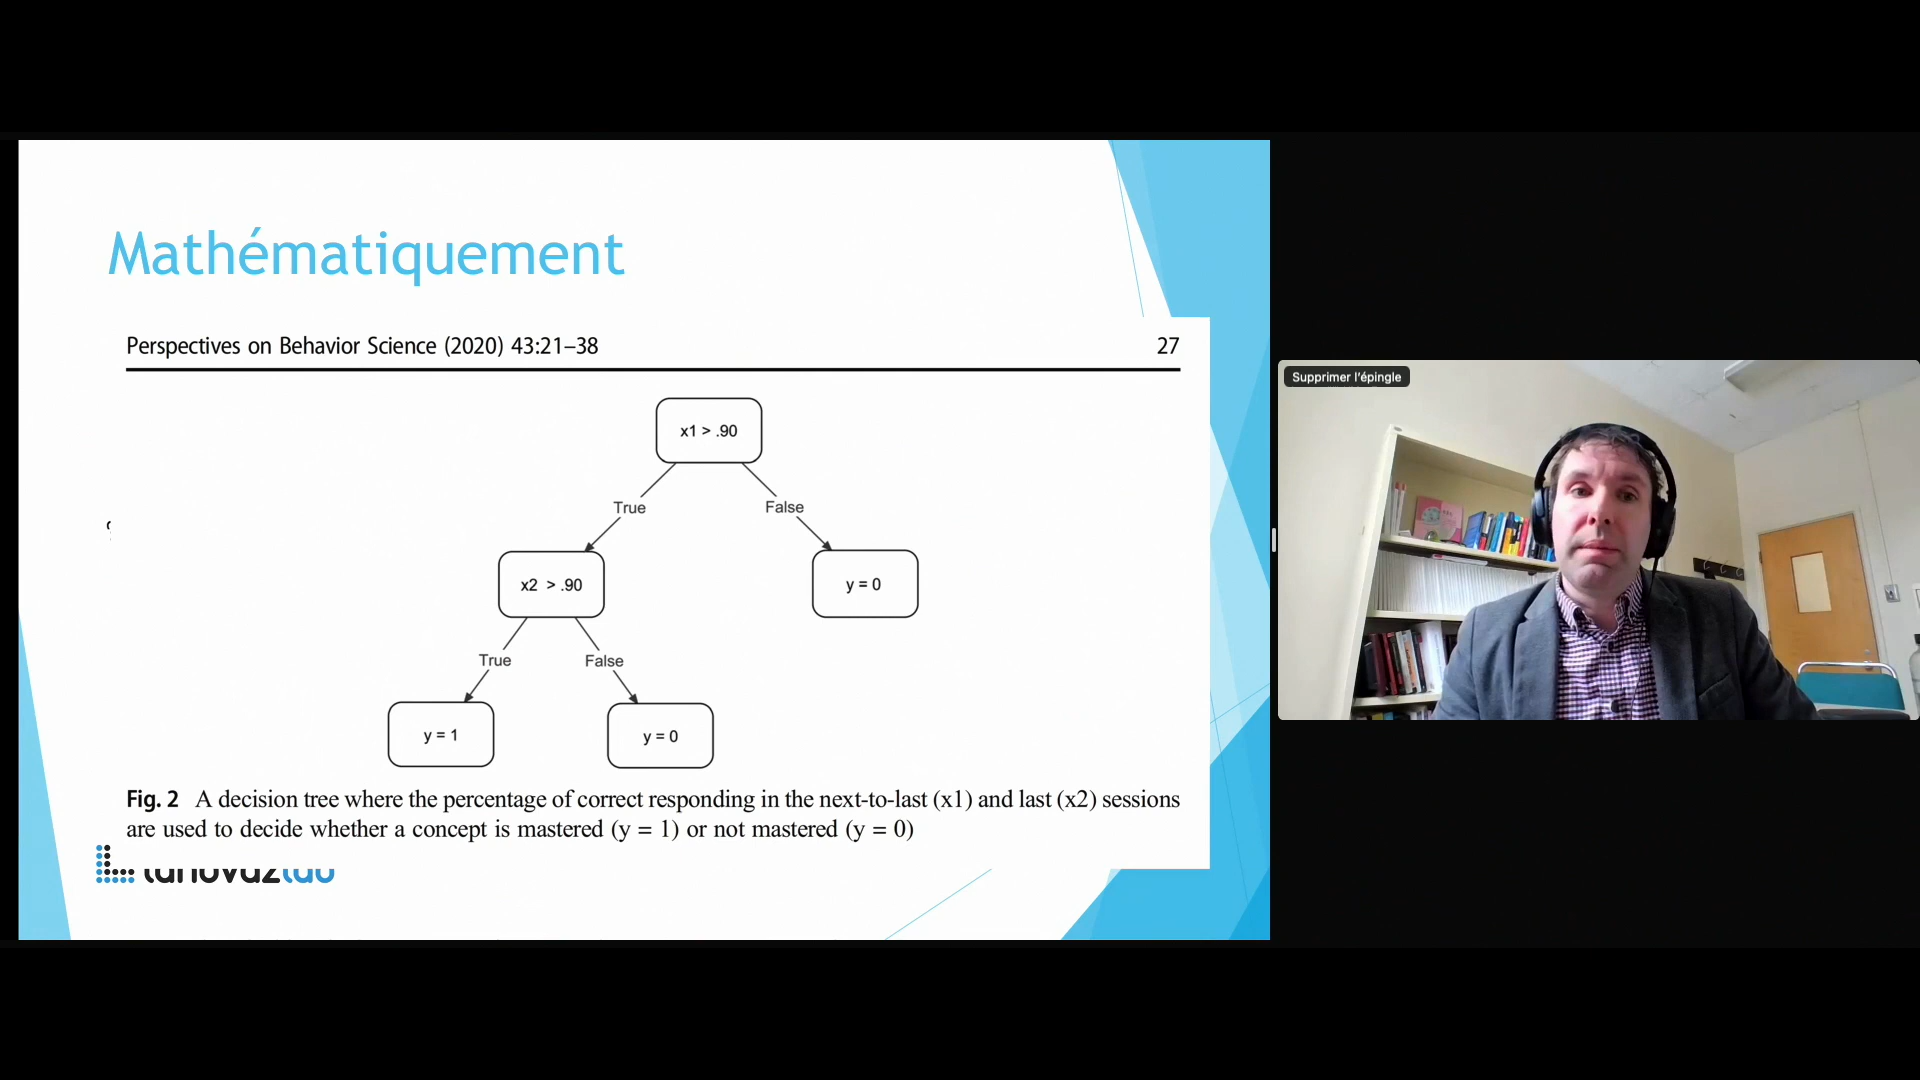 Mathématiquement
Perspectives on Behavior Science (2020) 43:21–38
27
x1 > .90
True
False
x2 > .90
y = 0
True
False
y = 1
y = 0
Fig. 2 A decision tree where the percentage of correct responding in the next-to-last (x1) and last (x2) sessions
are used to decide whether a concept is mastered (y = 1) or not mastered (y = 0)
Supprimer l'épingle